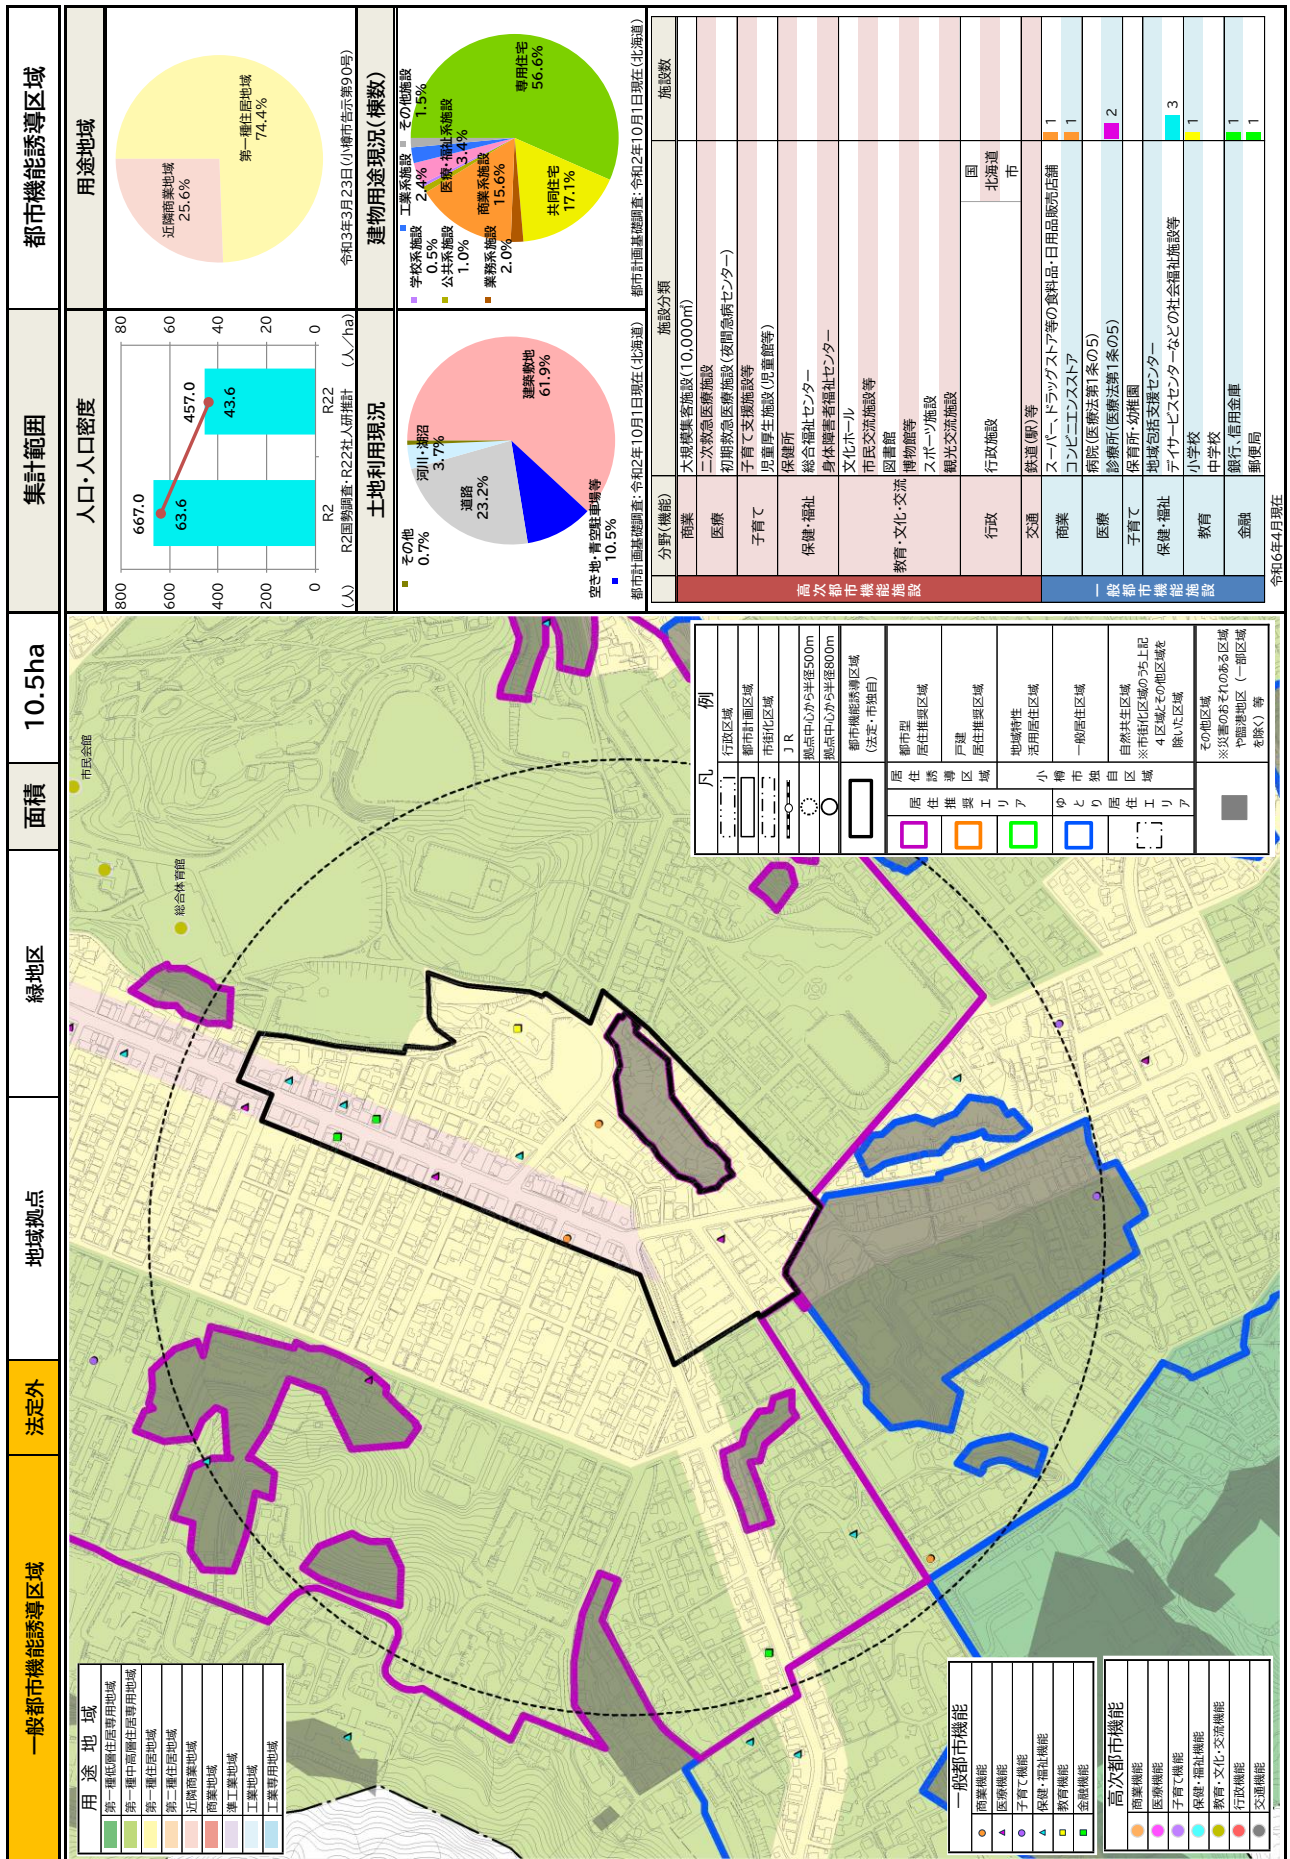 一般都市機能誘導区域
法定外
地域拠点
緑地区
面積
10.5ha
集計範囲
都市機能誘導区域
用途地域
第一種低層住居専用地域
第一種中高層住居専用地域
第一種住居地域
第二種住居地域
近隣商業地域
商業地域
準工業地域
工業地域
工業専用地域
総合体育館
市民会館
一般都市機能
商業機能
医療機能
子育て機能
保健・福祉機能
教育機能
金融機能
高次都市機能
商業機能
医療機能
子育て機能
保健・福祉機能
教育・文化・交流機能
行政機能
交通機能
凡例
行政区域
都市計画区域
市街化区域
JR
拠点中心から半径500m
拠点中心から半径800m
都市機能誘導区域
(法定・市独自)
居住推奨エリア
居住誘導区域
都市型
居住推奨区域
戸建
居住推奨区域
小樽市独自区域
地域特性
活用居住区域
ゆとり居住エリア
一般居住区域
自然共生区域
※市街化区域のうち上記
4区域とその他区域を
除いた区域
その他区域
※災害のおそれのある区域
や臨港地区(一部区域
を除く)等
人口・人口密度
800
600
400
200
0
(人)
667.0
63.6
457.0
43.6
80
60
40
20
0
(人/ha)
R2
R22
R2国勢調査・R22社人研推計
用途地域
近隣商業地域
25.6%
第一種住居地域
74.4%
令和3年3月23日(小樽市告示第90号)
土地利用現況
その他
0.7%
河川・湖沼
3.7%
道路
23.2%
建築敷地
61.9%
空き地・青空駐車場等
10.5%
都市計画基礎調査:令和2年10月1日現在(北海道)
建物用途現況(棟数)
学校系施設
0.5%
公共系施設
1.0%
業務系施設
2.0%
工業系施設
2.4%
医療・福祉系施設
3.4%
その他施設
1.5%
商業系施設
15.6%
共同住宅
17.1%
専用住宅
56.6%
都市計画基礎調査:令和2年10月1日現在(北海道)
分野(機能)
施設分類
施設数
高次都市機能施設
商業
大規模集客施設(10,000㎡)
医療
二次救急医療施設
初期救急医療施設(夜間急病センター)
子育て
子育て支援施設等
児童厚生施設(児童館等)
保健・福祉
保健所
総合福祉センター
身体障害者福祉センター
教育・文化・交流
文化ホール
市民交流施設等
図書館
博物館等
スポーツ施設
観光交流施設
行政
行政施設
国
北海道
市
交通
鉄道(駅)等
一般都市機能施設
商業
スーパー、ドラッグストア等の食料品・日用品販売店舗
1
コンビニエンスストア
1
医療
病院(医療法第1条の5)
診療所(医療法第1条の5)
2
子育て
保育所・幼稚園
保健・福祉
地域包括支援センター
デイサービスセンターなどの社会福祉施設等
3
教育
小学校
1
中学校
金融
銀行、信用金庫
1
郵便局
1
令和6年4月現在